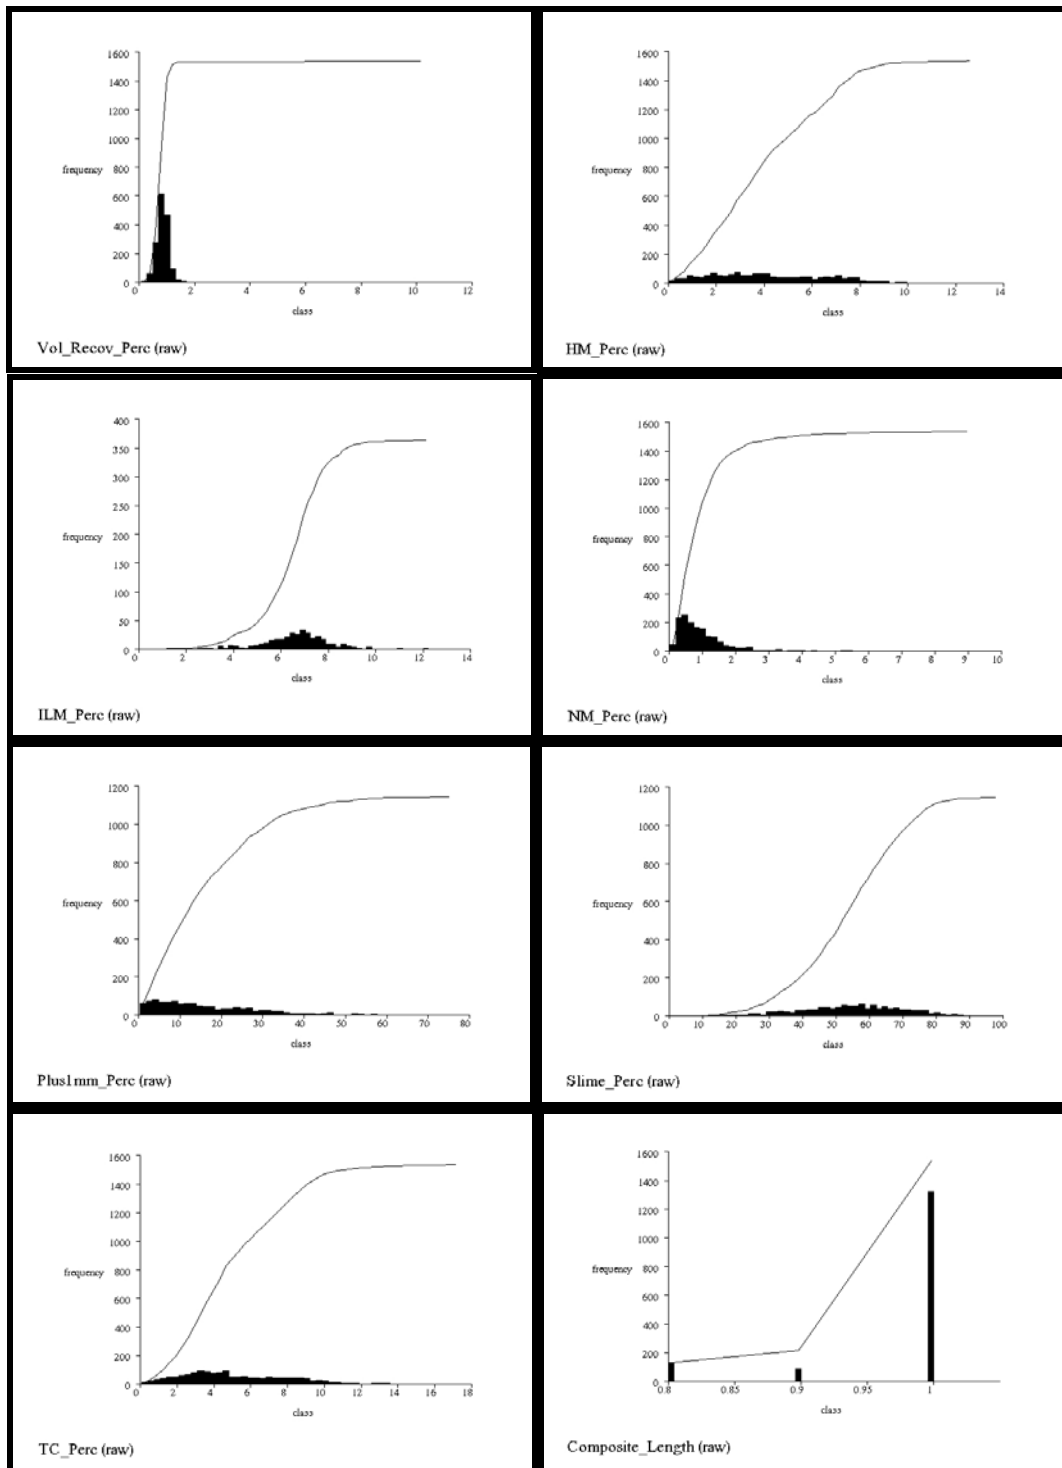 1600
1400
1200
1000
frequency 800
600
400
200
0
0 2 4 6 8 10 12
class
Vol_Recov_Perc (raw)
1600
1400
1200
1000
frequency 800
600
400
200
0
0 2 4 6 8 10 12 14
class
HM_Perc (raw)
400
350
300
250
frequency 200
150
100
50
0
0 2 4 6 8 10 12 14
class
ILM_Perc (raw)
1600
1400
1200
1000
frequency 800
600
400
200
0
0 1 2 3 4 5 6 7 8 9 10
class
NM_Perc (raw)
1200
1000
800
frequency 600
400
200
0
0 10 20 30 40 50 60 70 80
class
Plus1mm_Perc (raw)
1200
1000
800
frequency 600
400
200
0
0 10 20 30 40 50 60 70 80 90 100
class
Slime_Perc (raw)
1600
1400
1200
1000
frequency 800
600
400
200
0
0 2 4 6 8 10 12 14 16 18
class
TC_Perc (raw)
1600
1400
1200
1000
frequency 800
600
400
200
0
0.8 0.85 0.9 0.95 1
class
Composite_Length (raw)